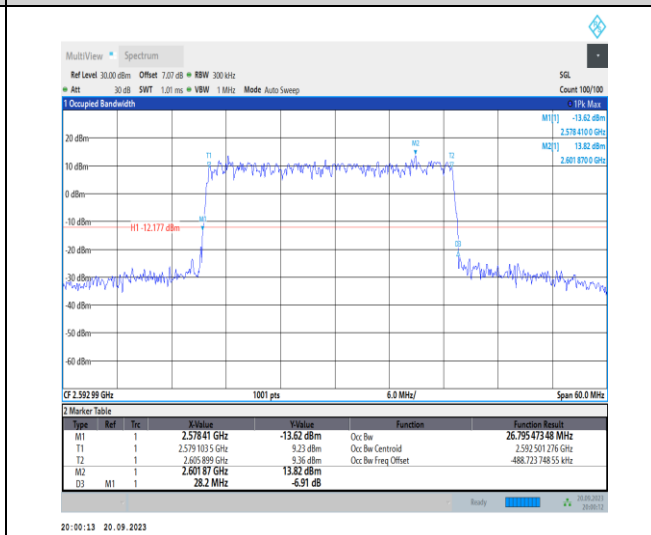 MultiView Spectrum
Ref Level 30.00 dBm Offset 7.07 dB RBW 300 kHz SGL
Att 30 dB SWT 1.01 ms VBW 1 MHz Mode Auto Sweep Count 100/100
1 Occupied Bandwidth 1Pk Max
M1[1] -13.62 dBm
2.578 410 0 GHz
M2[1] 13.82 dBm
2.601 870 0 GHz
20 dBm
M2
T1
T2
10 dBm
0 dBm
-10 dBm
M1
H1 -12.177 dBm
-20 dBm
D3
-30 dBm
-40 dBm
-50 dBm
-60 dBm
CF 2.592 99 GHz 1001 pts 6.0 MHz/ Span 60.0 MHz
2 Marker Table
Type Ref Trc X-Value Y-Value Function Function Result
M1 1 2.578 41 GHz -13.62 dBm Occ Bw 26.795 473 48 MHz
T1 1 2.579 103 5 GHz 9.23 dBm Occ Bw Centroid 2.592 501 276 GHz
T2 1 2.605 899 GHz 9.36 dBm Occ Bw Freq Offset -488.723 748 55 kHz
M2 1 2.601 87 GHz 13.82 dBm
D3 M1 1 28.2 MHz -6.91 dB
Ready 20.09.2023
20:00:12
20:00:13 20.09.2023